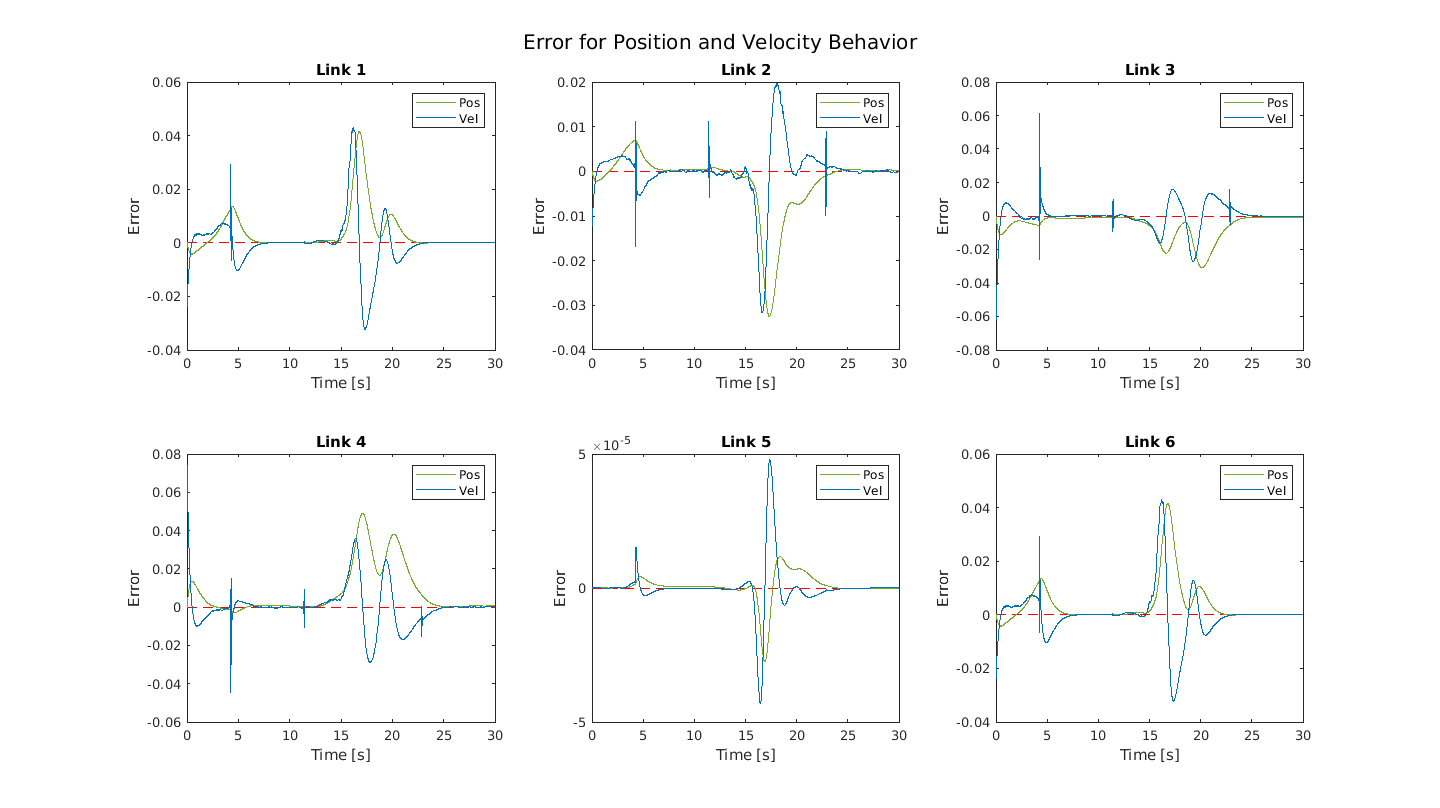 Error for Position and Velocity Behavior
Link 1
Link 2
Link 3
0.06
0.04
0.02
0
-0.02
-0.04
Error
0 5 10 15 20 25 30
Time [s]
Pos
Vel
0.02
0.01
0
-0.01
-0.02
-0.03
-0.04
Error
0 5 10 15 20 25 30
Time [s]
Pos
Vel
0.08
0.06
0.04
0.02
0
-0.02
-0.04
-0.06
-0.08
Error
0 5 10 15 20 25 30
Time [s]
Pos
Vel
Link 4
0.08
0.06
0.04
0.02
0
-0.02
-0.04
-0.06
Error
0 5 10 15 20 25 30
Time [s]
Pos
Vel
×10-5
Link 5
5
0
-5
Error
0 5 10 15 20 25 30
Time [s]
Pos
Vel
Link 6
0.06
0.04
0.02
0
-0.02
-0.04
Error
0 5 10 15 20 25 30
Time [s]
Pos
Vel